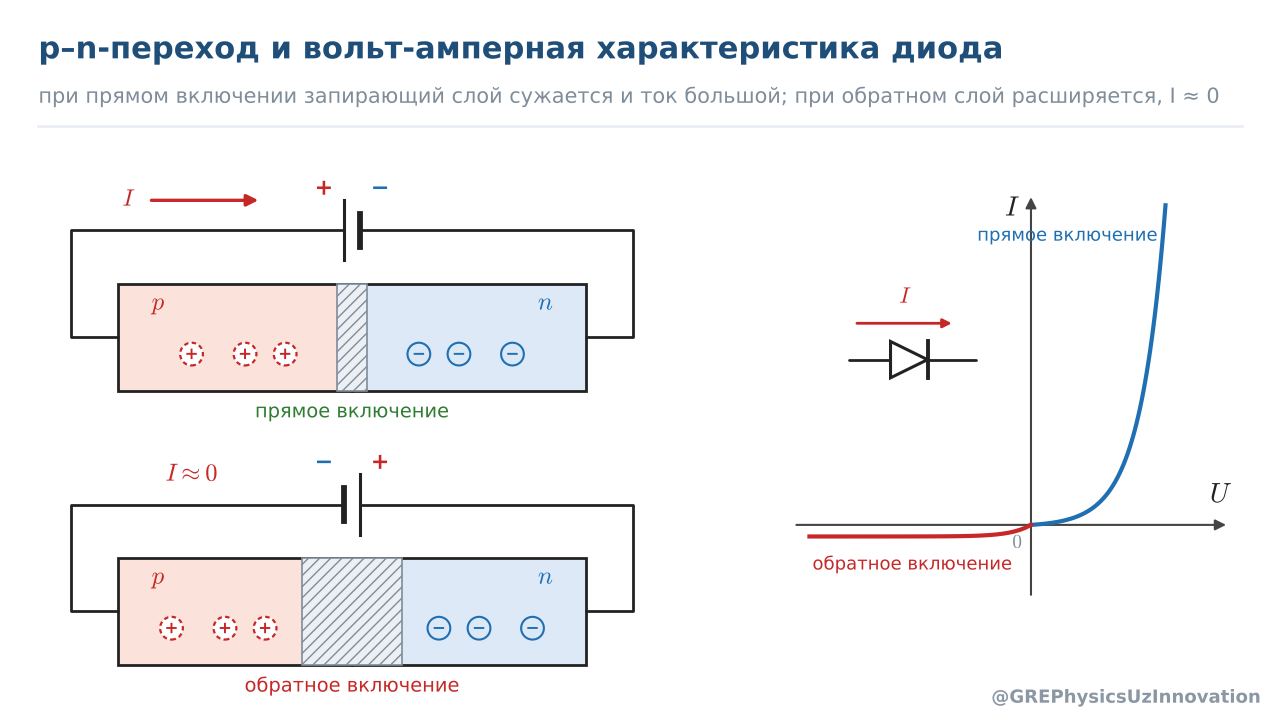 p–n-переход и вольт-амперная характеристика диода
при прямом включении запирающий слой сужается и ток большой; при обратном слой расширяется, I ≈ 0
I
+ −
p n
+ + + − − −
прямое включение
I ≈ 0
− +
p n
+ + + − − −
обратное включение
I
прямое включение
I
U
0
обратное включение
@GREPhysicsUzInnovation